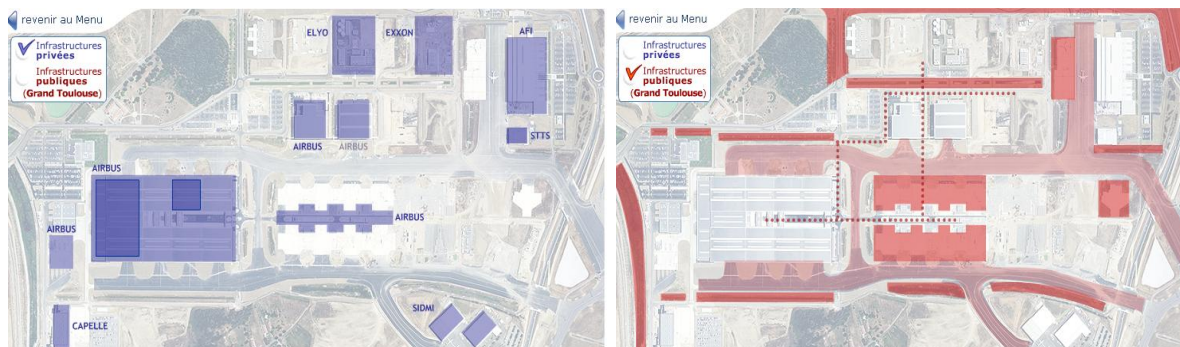 revenir au Menu
Infrastructures
privées
Infrastructures
publiques
(Grand Toulouse)
ELYO
EXXON
AFI
STTS
AIRBUS
AIRBUS
AIRBUS
AIRBUS
AIRBUS
SIDMI
CAPELLE
revenir au Menu
Infrastructures
privées
Infrastructures
publiques
(Grand Toulouse)